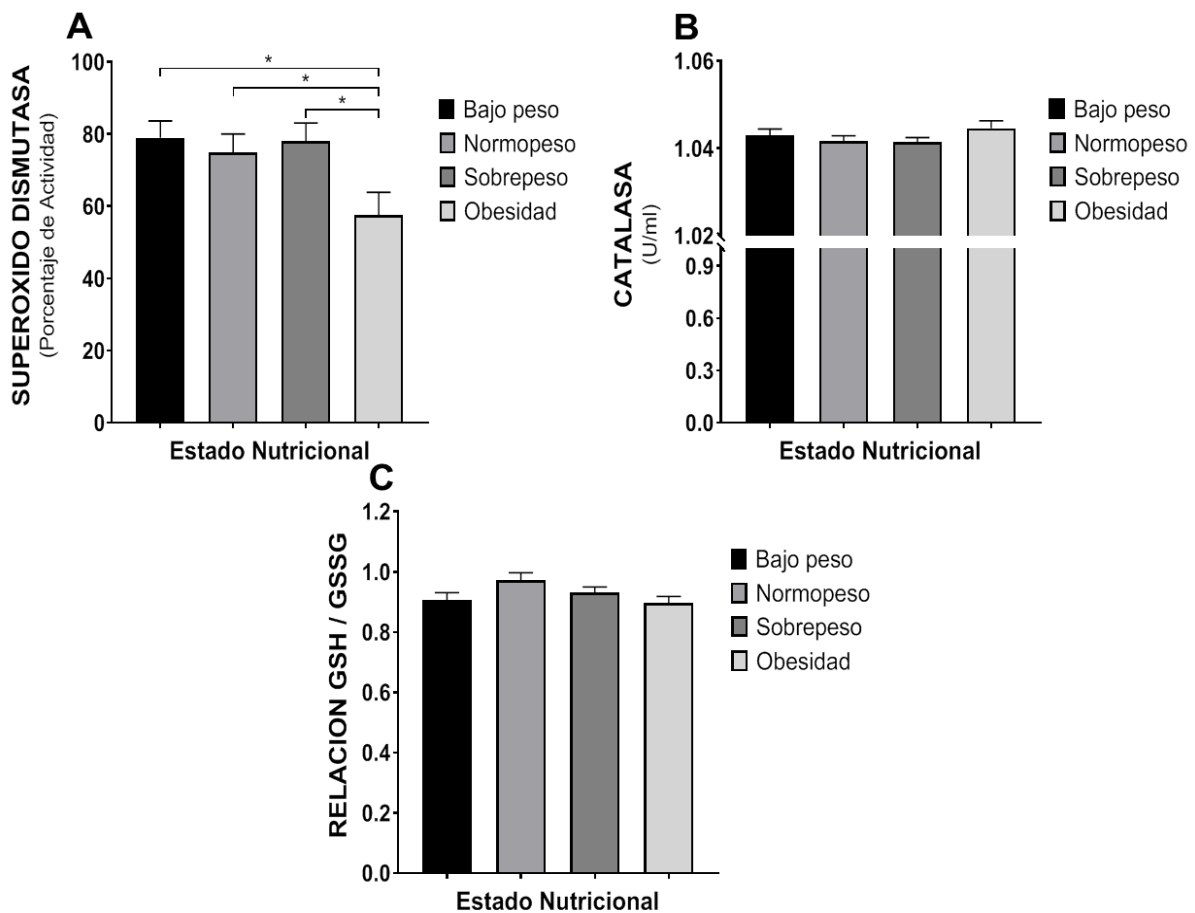 A
SUPEROXIDO DISMUTASA
(Porcentaje de Actividad)
100
80
60
40
20
0
*
*
*
Estado Nutricional
Bajo peso
Normopeso
Sobrepeso
Obesidad
B
CATALASA
(U/ml)
1.06
1.04
1.02
0.9
0.6
0.3
0.0
Estado Nutricional
Bajo peso
Normopeso
Sobrepeso
Obesidad
C
RELACION GSH / GSSG
1.2
1.0
0.8
0.6
0.4
0.2
0.0
Estado Nutricional
Bajo peso
Normopeso
Sobrepeso
Obesidad